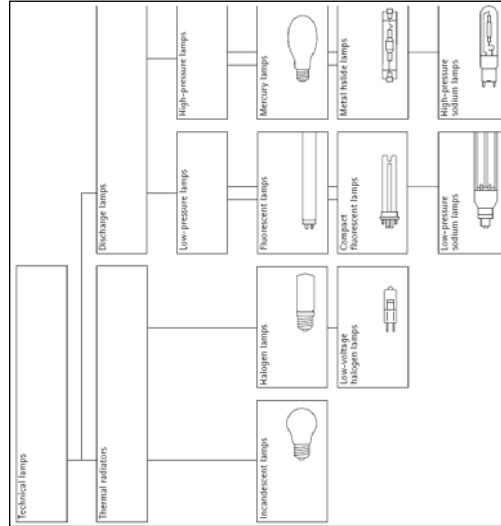 Technical lamps
Thermal radiators
Discharge lamps
Low-pressure lamps
High-pressure lamps
Incandescent lamps
Halogen lamps
Fluorescent lamps
Mercury lamps
Low-voltage
halogen lamps
Compact
fluorescent lamps
Metal halide lamps
Low-pressure
sodium lamps
High-pressure
sodium lamps